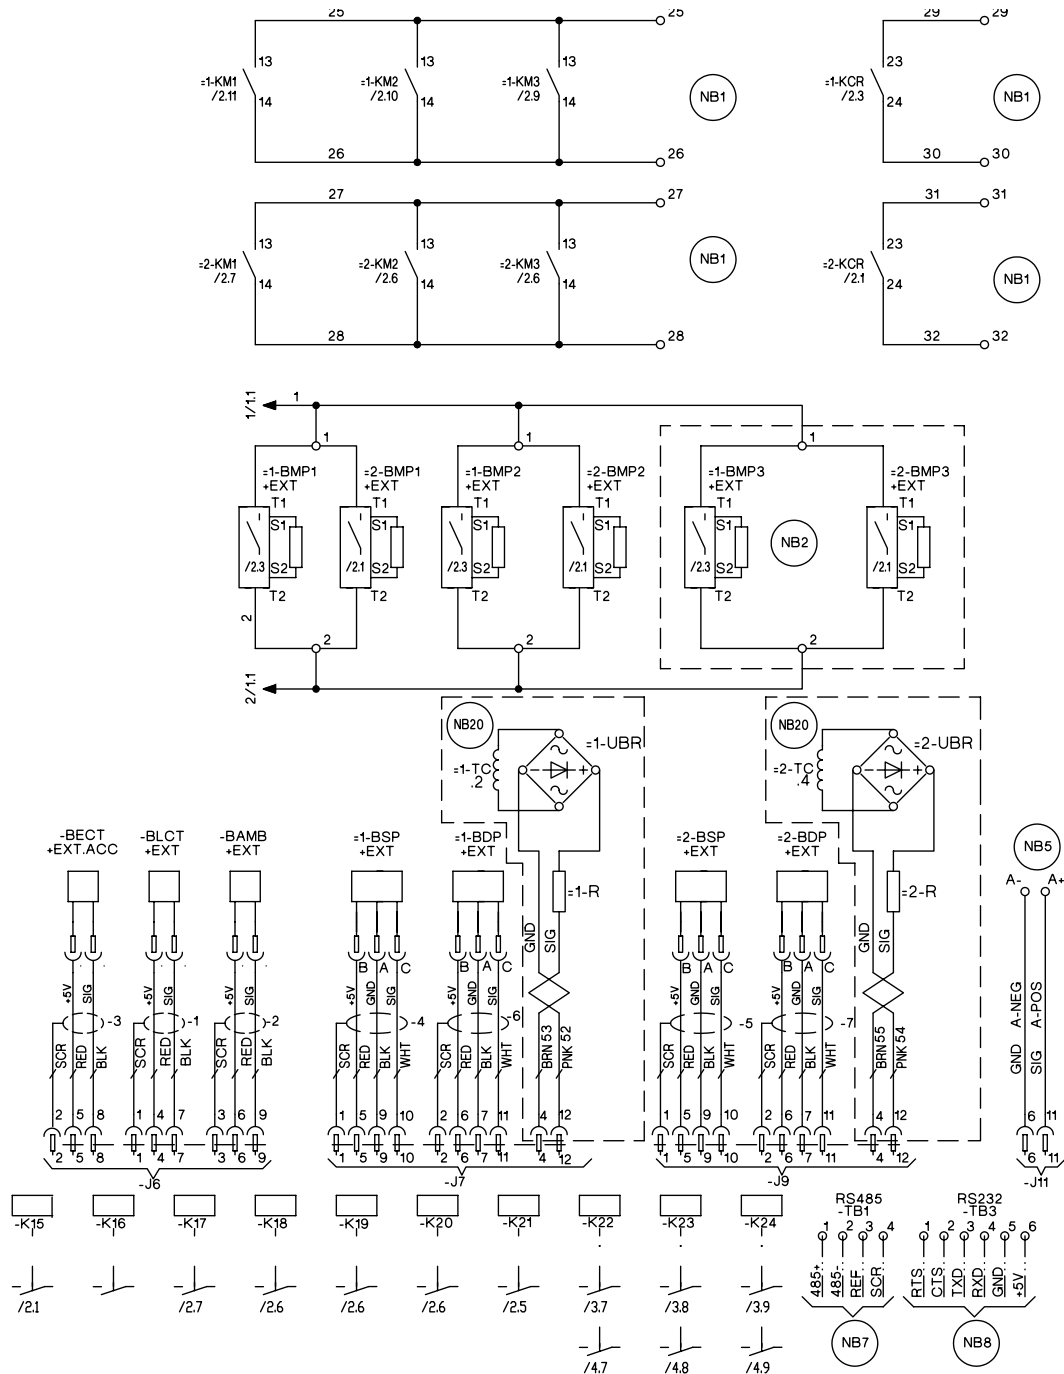 25 25 29 29
13 13 13 23
=1-KM1 =1-KM2 =1-KM3 =1-KCR
/2.11 /2.10 /2.9 /2.3
NB1 NB1
14 14 14 24
26 26 30 30
27 27 31 31
13 13 13 23
=2-KM1 =2-KM2 =2-KM3 =2-KCR
/2.7 /2.6 /2.6 /2.1
NB1 NB1
14 14 14 24
28 28 32 32
1/1.1 1
1 1 1
=1-BMP1 =2-BMP1 =1-BMP2 =2-BMP2 =1-BMP3 =2-BMP3
+EXT +EXT +EXT +EXT +EXT +EXT
T1 T1 T1 T1 T1 T1
S1 S1 S1 S1 S1 S1
NB2
/2.3 /2.1 /2.3 /2.1 /2.3 /2.1
S2 S2 S2 S2 S2 S2
T2 T2 T2 T2 T2 T2
2
2 2 2
2/1.1
NB20 NB20
=1-UBR =2-UBR
=1-TC =2-TC
.2 .4
- + - +
-BECT -BLCT -BAMB =1-BSP =1-BDP =2-BSP =2-BDP
+EXT.ACC +EXT +EXT +EXT +EXT +EXT +EXT
NB5
A- A+
=1-R =2-R
GND SIG GND SIG
B A C B A C B A C B A C
+5V SIG +5V SIG +5V SIG +5V GND SIG +5V GND SIG +5V GND SIG +5V GND SIG
-3 -1 -2 -4 -6 -5 -7
SCR RED BLK SCR RED BLK SCR RED BLK SCR RED BLK WHT SCR RED BLK WHT BRN 53 PNK 52 SCR RED BLK WHT SCR RED BLK WHT BRN 55 PNK 54
GND A-NEG SIG A-POS
2 5 8 1 4 7 3 6 9 1 5 9 10 2 6 7 11 4 12 1 5 9 10 2 6 7 11 4 12 6 11
2 5 8 1 4 7 3 6 9 1 5 9 10 2 6 7 11 4 12 1 5 9 10 2 6 7 11 4 12 6 11
-J6 -J7 -J9 -J11
-K15 -K16 -K17 -K18 -K19 -K20 -K21 -K22 -K23 -K24
/2.1 /2.7 /2.6 /2.6 /2.6 /2.5 /3.7 /3.8 /3.9
/4.7 /4.8 /4.9
RS485 RS232
-TB1 -TB3
1 2 3 4 1 2 3 4 5 6
485+ 485- REF SCR RTS CTS TXD RXD GND +5V
NB7 NB8